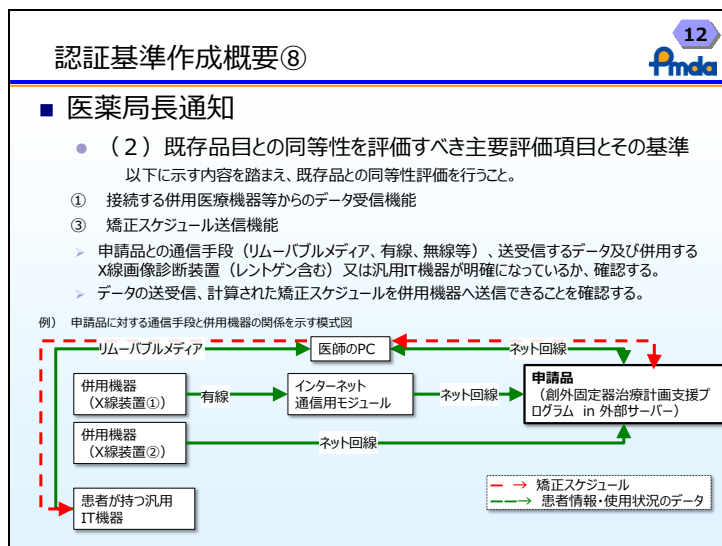 12
認証基準作成概要⑧
Pmda
■ 医薬局長通知
● （２）既存品目との同等性を評価すべき主要評価項目とその基準
以下に示す内容を踏まえ、既存品との同等性評価を行うこと。
① 接続する併用医療機器等からのデータ受信機能
③ 矯正スケジュール送信機能
➢ 申請品との通信手段（リムーバブルメディア、有線、無線等）、送受信するデータ及び併用する
X線画像診断装置（レントゲン含む）又は汎用IT機器が明確になっているか、確認する。
➢ データの送受信、計算された矯正スケジュールを併用機器へ送信できることを確認する。
例） 申請品に対する通信手段と併用機器の関係を示す模式図
リムーバブルメディア
医師のPC
ネット回線
併用機器
（X線装置①）
有線
インターネット
通信用モジュール
ネット回線
申請品
（創外固定器治療計画支援プ
ログラム in 外部サーバー）
併用機器
（X線装置②）
ネット回線
患者が持つ汎用
IT機器
矯正スケジュール
患者情報・使用状況のデータ